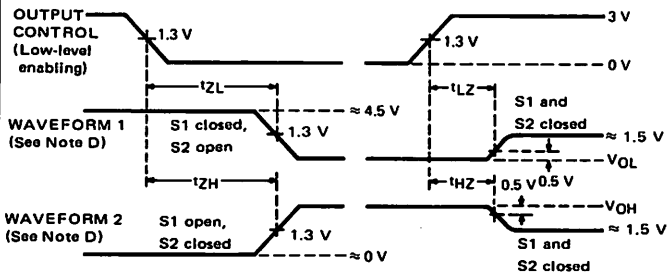 OUTPUT
CONTROL
(Low-level
enabling)
1.3 V
1.3 V
3 V
0 V
tZL
tLZ
≈ 4.5 V
S1 and
S2 closed
WAVEFORM 1
(See Note D)
S1 closed,
S2 open
1.3 V
≈ 1.5 V
VOL
0.5 V
tZH
tHZ
0.5 V
VOH
WAVEFORM 2
(See Note D)
S1 open,
S2 closed
1.3 V
≈ 1.5 V
≈ 0 V
S1 and
S2 closed